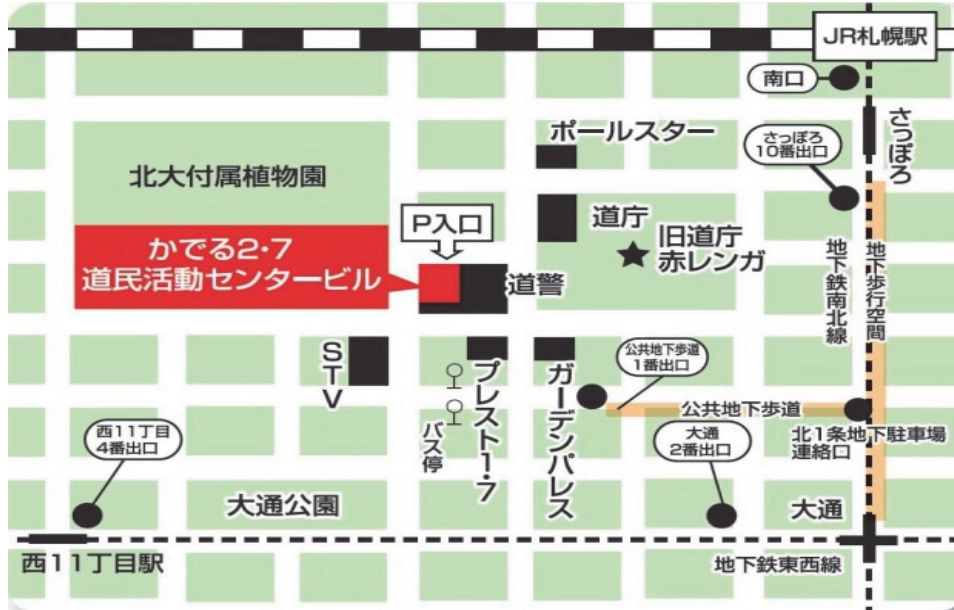 JR札幌駅
南口
さっぽろ
さっぽろ
10番出口
ポールスター
北大付属植物園
P入口
道庁
旧道庁
赤レンガ
かでる2・7
道民活動センタービル
道警
地下鉄南北線
地下歩行空間
STV
プレスト1・7
ガーデンパレス
バス停
公共地下歩道
1番出口
公共地下歩道
北1条地下駐車場
連絡口
西11丁目
4番出口
大通
2番出口
大通公園
大通
西11丁目駅
地下鉄東西線